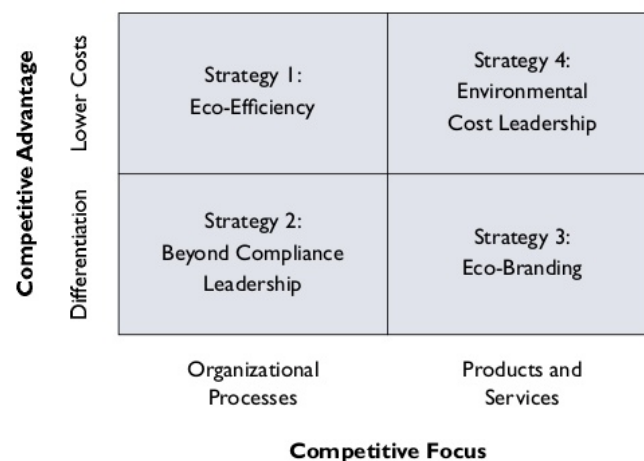 Competitive Advantage
Lower Costs
Differentiation
Strategy 1:
Eco-Efficiency
Strategy 4:
Environmental
Cost Leadership
Strategy 2:
Beyond Compliance
Leadership
Strategy 3:
Eco-Branding
Organizational
Processes
Products and
Services
Competitive Focus